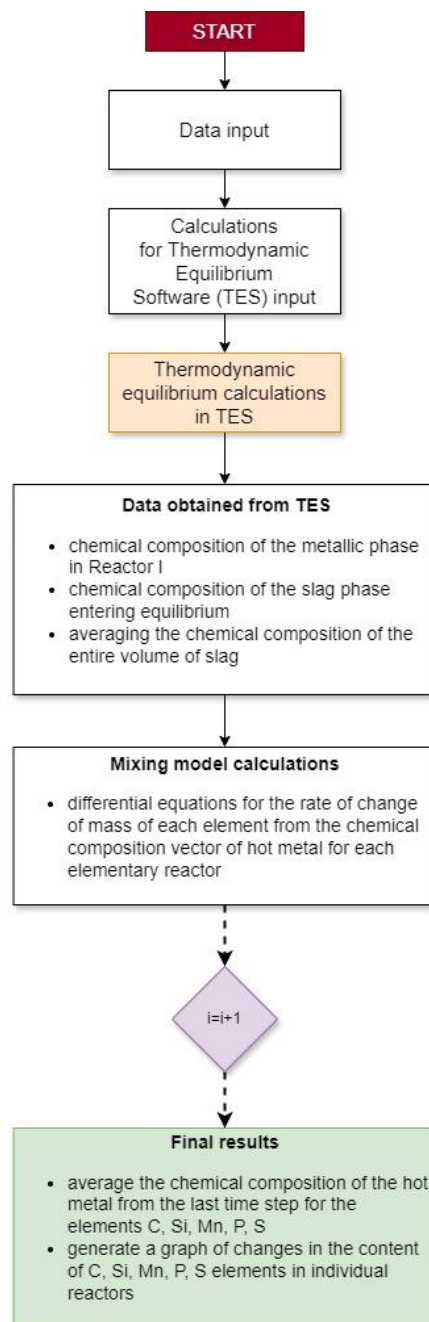 START
Data input
Calculations
for Thermodynamic
Equilibrium
Software (TES) input
Thermodynamic
equilibrium calculations
in TES
Data obtained from TES
• chemical composition of the metallic phase
in Reactor I
• chemical composition of the slag phase
entering equilibrium
• averaging the chemical composition of the
entire volume of slag
Mixing model calculations
• differential equations for the rate of change
of mass of each element from the chemical
composition vector of hot metal for each
elementary reactor
i=i+1
Final results
• average the chemical composition of the hot
metal from the last time step for the
elements C, Si, Mn, P, S
• generate a graph of changes in the content
of C, Si, Mn, P, S elements in individual
reactors